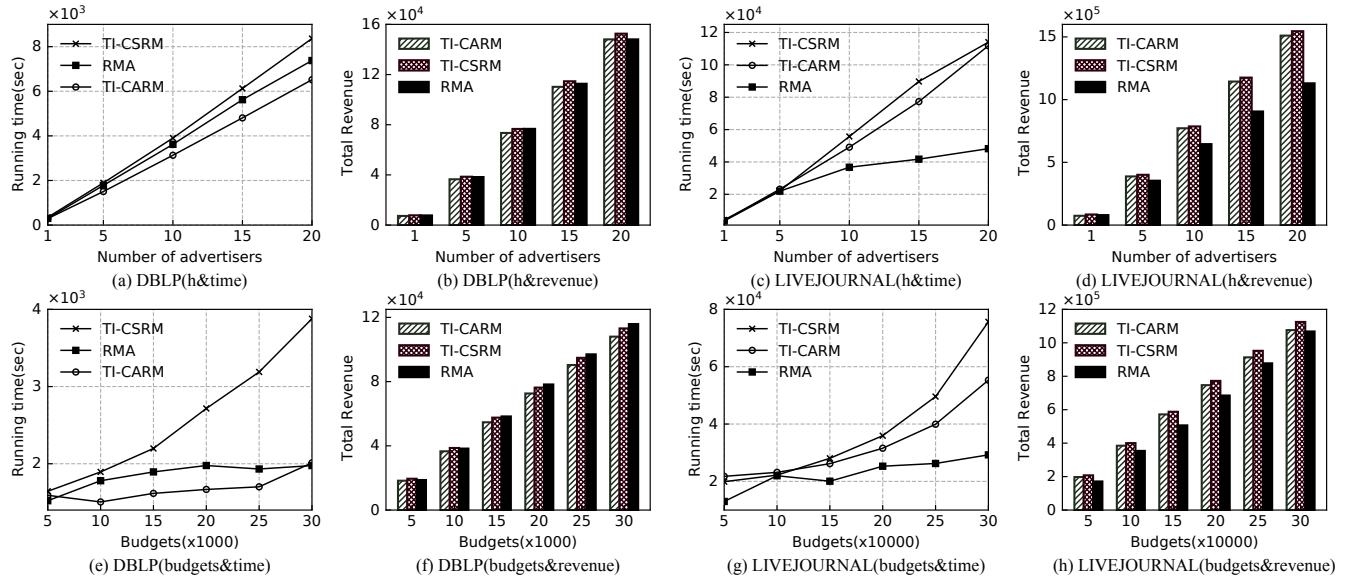 ×10³
Running time(sec)
8
6
4
2
0
TI-CSRM
RMA
TI-CARM
1 5 10 15 20
Number of advertisers
(a) DBLP(h&time)
×10⁴
Total Revenue
16
12
8
4
0
TI-CARM
TI-CSRM
RMA
1 5 10 15 20
Number of advertisers
(b) DBLP(h&revenue)
×10⁴
Running time(sec)
12
10
8
6
4
2
TI-CSRM
TI-CARM
RMA
1 5 10 15 20
Number of advertisers
(c) LIVEJOURNAL(h&time)
×10⁵
Total Revenue
15
10
5
0
TI-CARM
TI-CSRM
RMA
1 5 10 15 20
Number of advertisers
(d) LIVEJOURNAL(h&revenue)
×10³
Running time(sec)
4
3
2
TI-CSRM
RMA
TI-CARM
5 10 15 20 25 30
Budgets(x1000)
(e) DBLP(budgets&time)
×10⁴
Total Revenue
12
8
4
0
TI-CARM
TI-CSRM
RMA
5 10 15 20 25 30
Budgets(x1000)
(f) DBLP(budgets&revenue)
×10⁴
Running time(sec)
8
6
4
2
TI-CSRM
TI-CARM
RMA
5 10 15 20 25 30
Budgets(x10000)
(g) LIVEJOURNAL(budgets&time)
×10⁵
Total Revenue
12
10
8
6
4
2
0
TI-CARM
TI-CSRM
RMA
5 10 15 20 25 30
Budgets(x10000)
(h) LIVEJOURNAL(budgets&revenue)